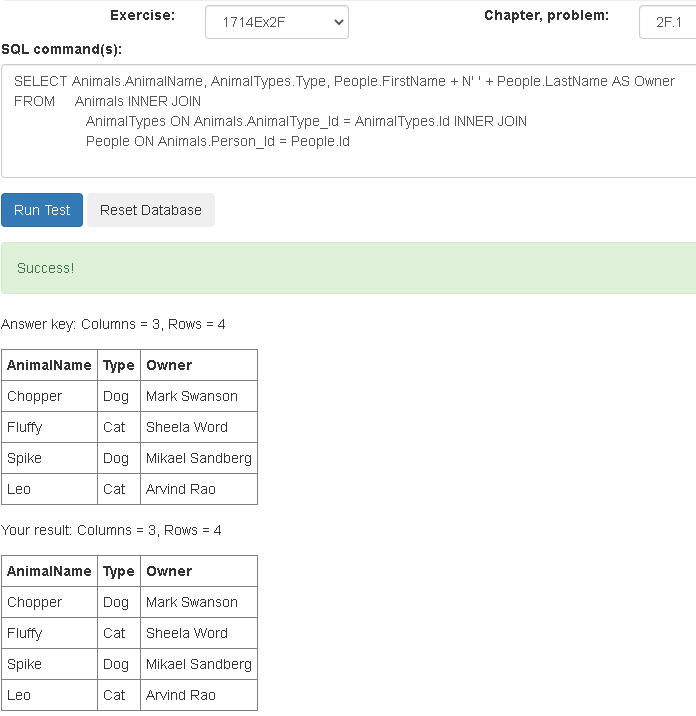 Exercise: 1714Ex2F Chapter, problem: 2F.1
SQL command(s):
SELECT Animals.AnimalName, AnimalTypes.Type, People.FirstName + N' ' + People.LastName AS Owner
FROM Animals INNER JOIN
AnimalTypes ON Animals.AnimalType_Id = AnimalTypes.Id INNER JOIN
People ON Animals.Person_Id = People.Id
Run Test Reset Database
Success!
Answer key: Columns = 3, Rows = 4
AnimalName Type Owner
Chopper Dog Mark Swanson
Fluffy Cat Sheela Word
Spike Dog Mikael Sandberg
Leo Cat Arvind Rao
Your result: Columns = 3, Rows = 4
AnimalName Type Owner
Chopper Dog Mark Swanson
Fluffy Cat Sheela Word
Spike Dog Mikael Sandberg
Leo Cat Arvind Rao